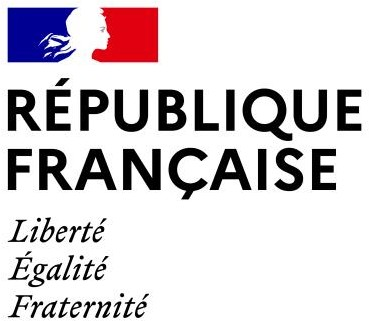 RÉPUBLIQUE
FRANÇAISE
Liberté
Égalité
Fraternité